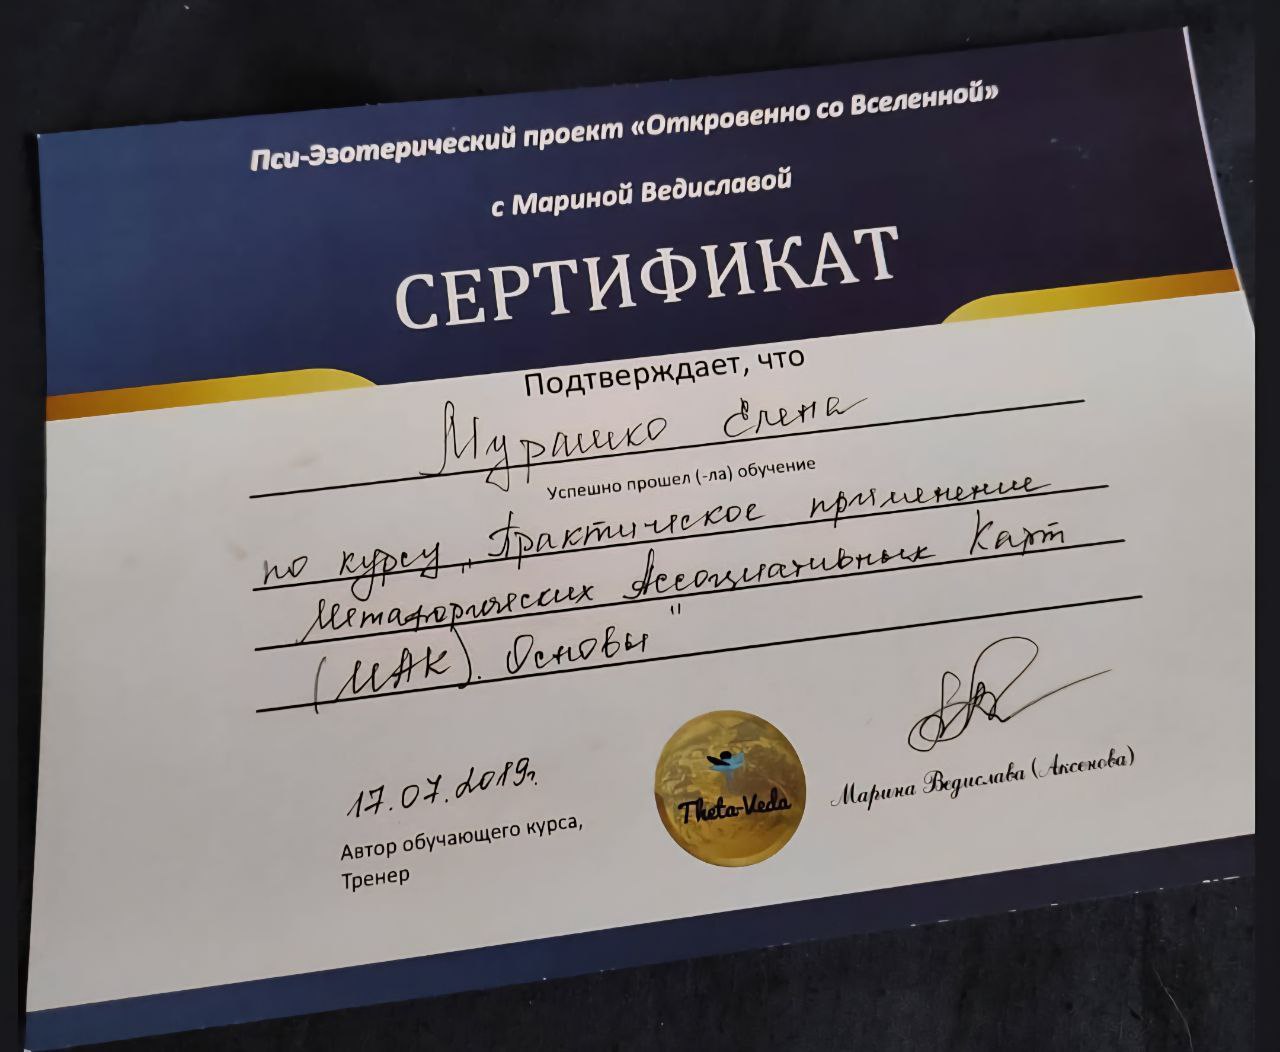 Пси-Эзотерический проект «Откровенно со Вселенной»
с Мариной Ведиславой
СЕРТИФИКАТ
Подтверждает, что
Мурашко Елена
Успешно прошел (-ла) обучение
по курсу „Практическое применение
Метафорических Ассоциативных Карт
(МАК). Основы"
17.07.2019г.
Автор обучающего курса,
Тренер
Theta-Veda
Марина Ведислава (Аксенова)